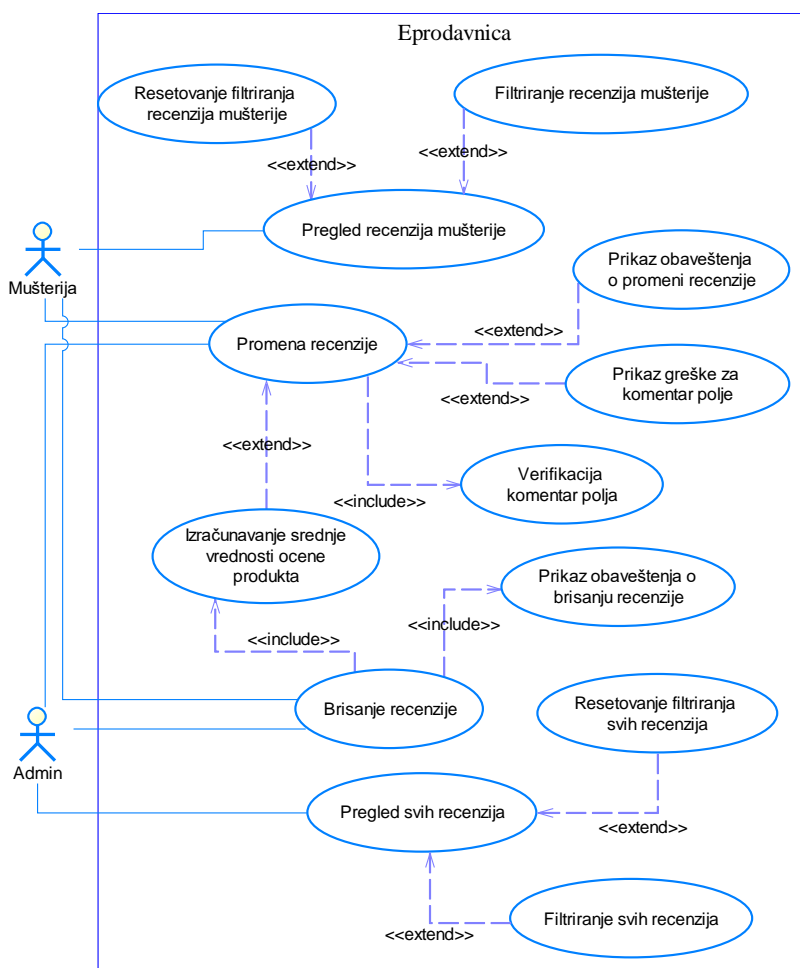 Eprodavnica
Resetovanje filtriranja
recenzija mušterije
Filtriranje recenzija mušterije
<<extend>>
<<extend>>
Pregled recenzija mušterije
Mušterija
Prikaz obaveštenja
o promeni recenzije
<<extend>>
Promena recenzije
Prikaz greške za
komentar polje
<<extend>>
<<extend>>
Verifikacija
komentar polja
<<include>>
Izračunavanje srednje
vrednosti ocene
produkta
Prikaz obaveštenja o
brisanju recenzije
<<include>>
<<include>>
Brisanje recenzije
Resetovanje filtriranja
svih recenzija
Admin
Pregled svih recenzija
<<extend>>
Filtriranje svih recenzija
<<extend>>